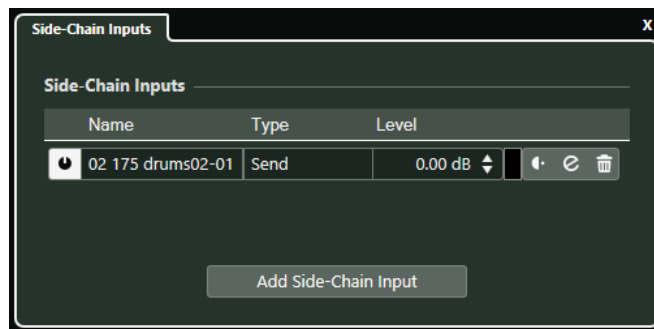 Side-Chain Inputs X
Side-Chain Inputs
Name Type Level
02 175 drums02-01 Send 0.00 dB
Add Side-Chain Input